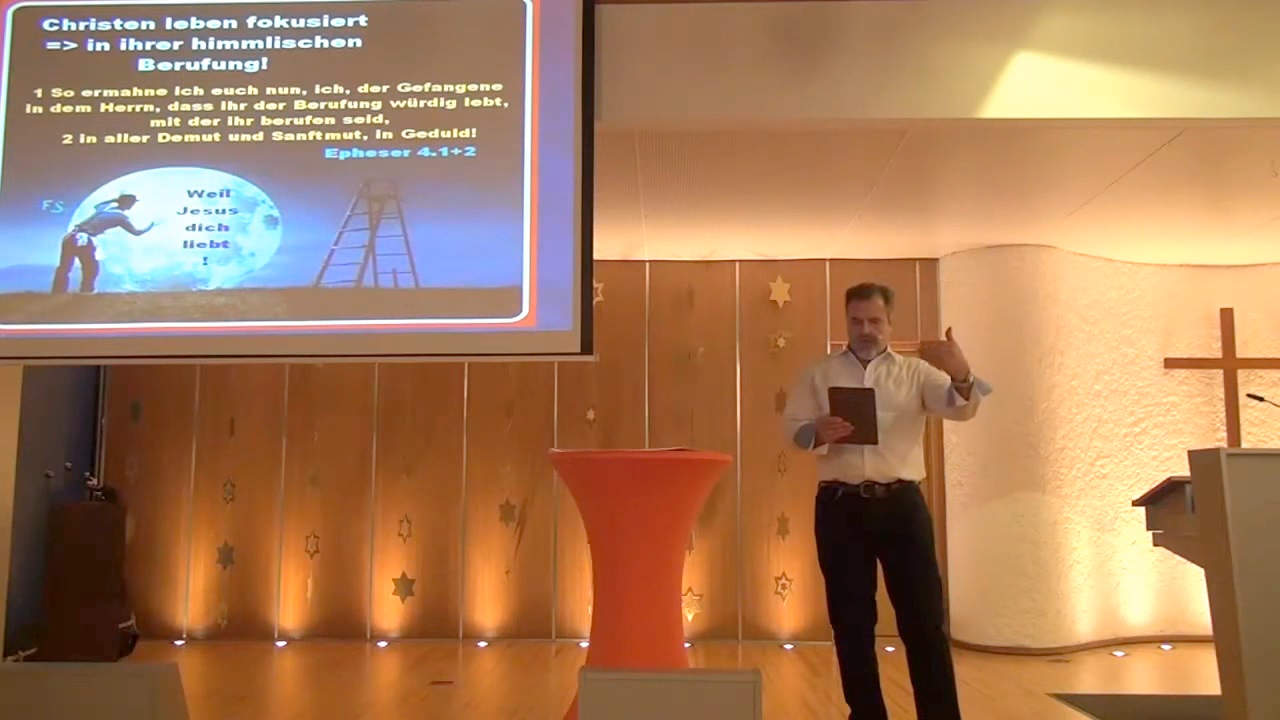 Christen leben fokusiert
=> in ihrer himmlischen
Berufung!
1 So ermahne ich euch nun, ich, der Gefangene
in dem Herrn, dass ihr der Berufung würdig lebt,
mit der ihr berufen seid,
2 in aller Demut und Sanftmut, in Geduld!
Epheser 4.1+2
F.S.
Weil
Jesus
dich
liebt
!